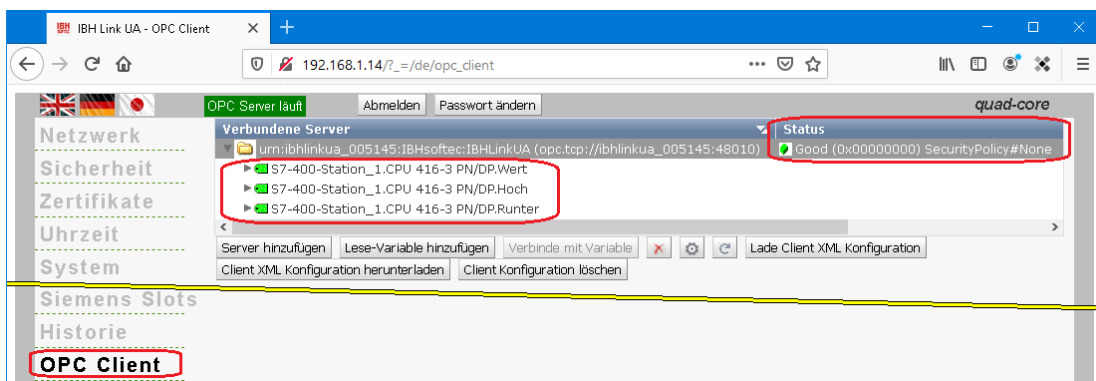 IBH Link UA - OPC Client
192.168.1.14/?_=/de/opc_client
OPC Server läuft Abmelden Passwort ändern quad-core
Netzwerk
Sicherheit
Zertifikate
Uhrzeit
System
Siemens Slots
Historie
OPC Client
Verbundene Server Status
urn:ibhlinkua_005145:IBHsoftec:IBHLinkUA (opc.tcp://ibhlinkua_005145:48010) Good (0x00000000) SecurityPolicy#None
S7-400-Station_1.CPU 416-3 PN/DP.Wert
S7-400-Station_1.CPU 416-3 PN/DP.Hoch
S7-400-Station_1.CPU 416-3 PN/DP.Runter
Server hinzufügen Lese-Variable hinzufügen Verbinde mit Variable Lade Client XML Konfiguration
Client XML Konfiguration herunterladen Client Konfiguration löschen